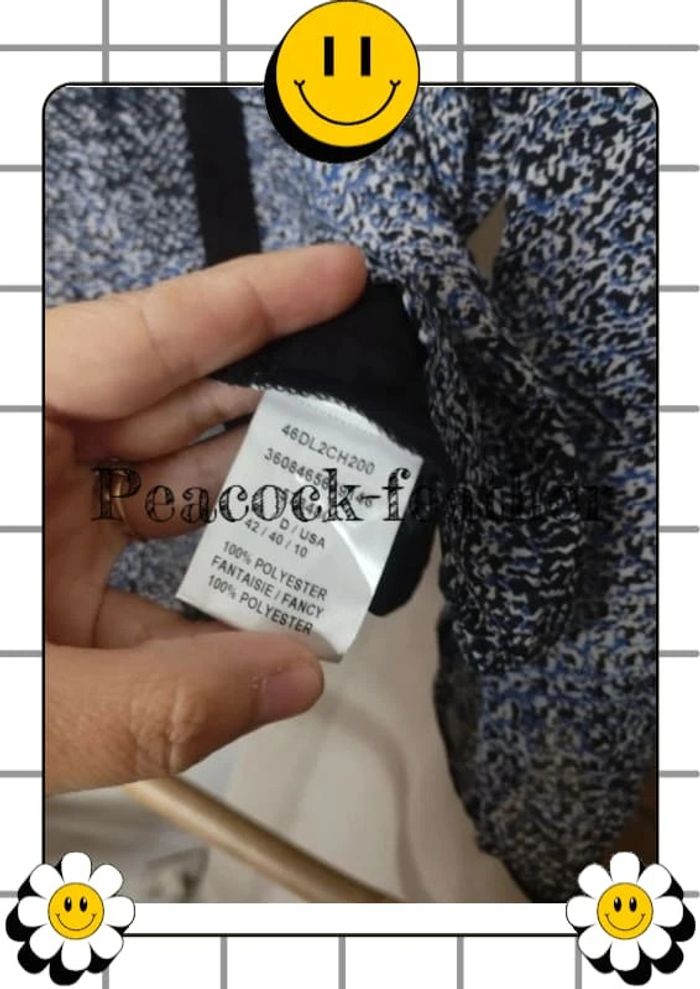 46DL2CH200
Peacock-feather
D / USA
42 / 40 / 10
100% POLYESTER
FANTAISIE / FANCY
100% POLYESTER